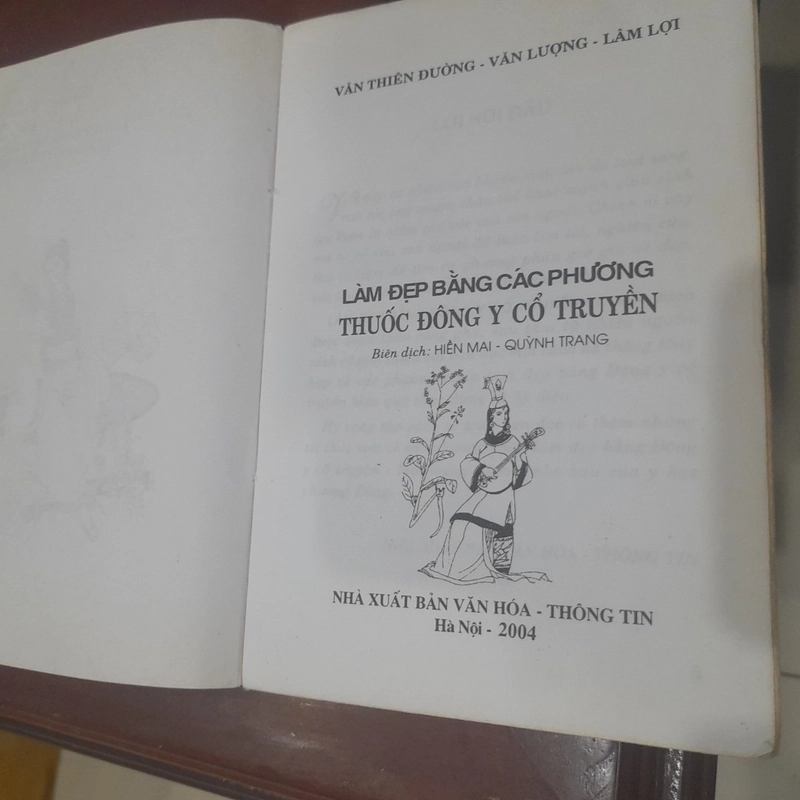 VĂN THIÊN ĐƯỜNG - VĂN LƯỢNG - LÂM LỢI
LÀM ĐẸP BẰNG CÁC PHƯƠNG
THUỐC ĐÔNG Y CỔ TRUYỀN
Biên dịch: HIỀN MAI - QUỲNH TRANG
NHÀ XUẤT BẢN VĂN HÓA - THÔNG TIN
Hà Nội - 2004